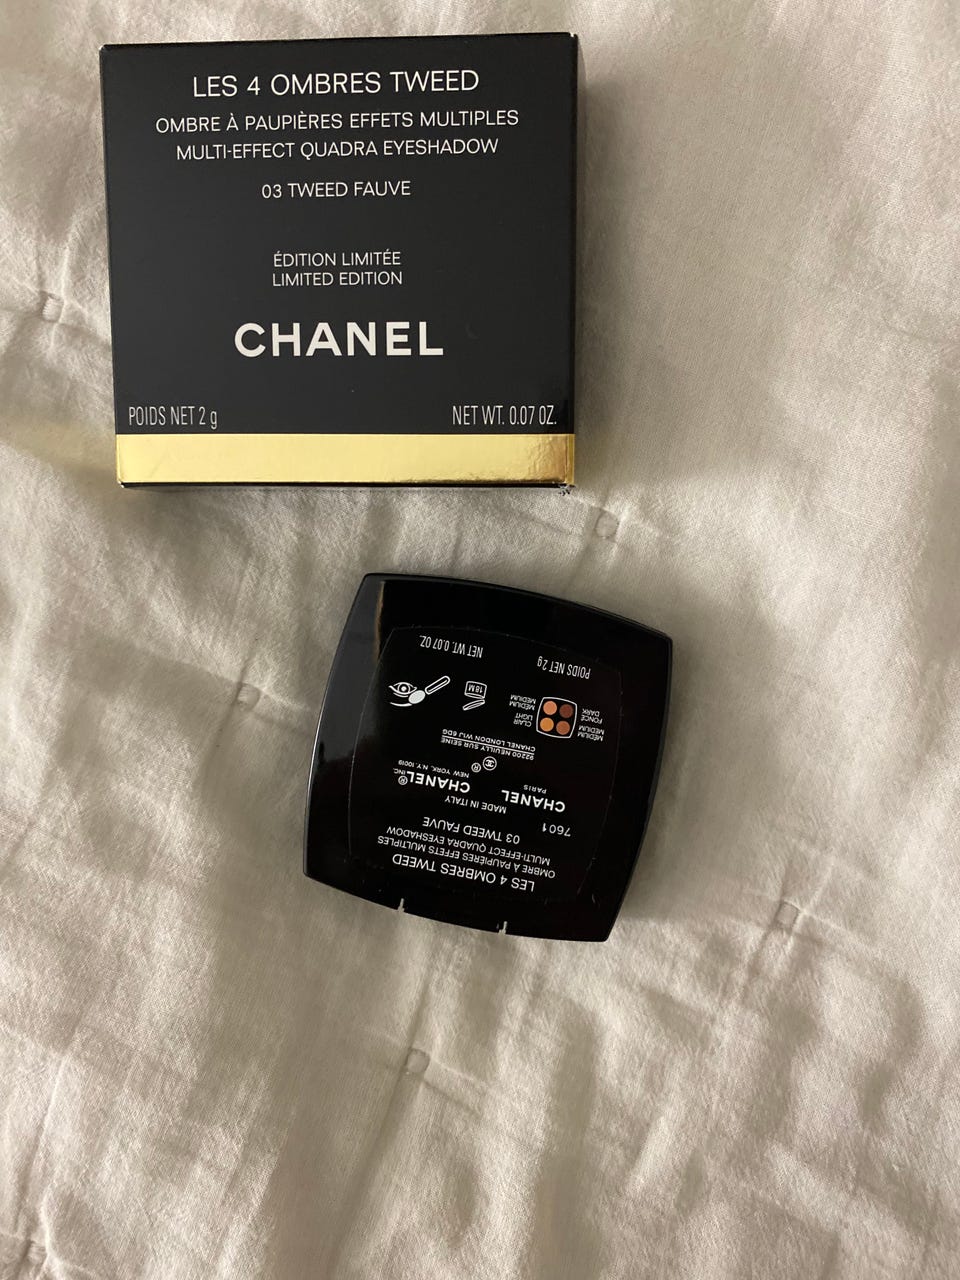 LES 4 OMBRES TWEED
OMBRE À PAUPIÈRES EFFETS MULTIPLES
MULTI-EFFECT QUADRA EYESHADOW
03 TWEED FAUVE
ÉDITION LIMITÉE
LIMITED EDITION
CHANEL
POIDS NET 2 g NET WT. 0.07 OZ.
LES 4 OMBRES TWEED
OMBRE À PAUPIÈRES EFFETS MULTIPLES
MULTI-EFFECT QUADRA EYESHADOW
03 TWEED FAUVE
7601 MADE IN ITALY
CHANEL CHANEL INC.®
PARIS NEW YORK, N.Y. 10019
®
92200 NEUILLY SUR SEINE
CHANEL LONDON W1J 6DG
MEDIUM CLAIR
MEDIUM LIGHT
FONCÉ MEDIUM
DARK MEDIUM
18M
POIDS NET 2g NET WT. 0.07 OZ.